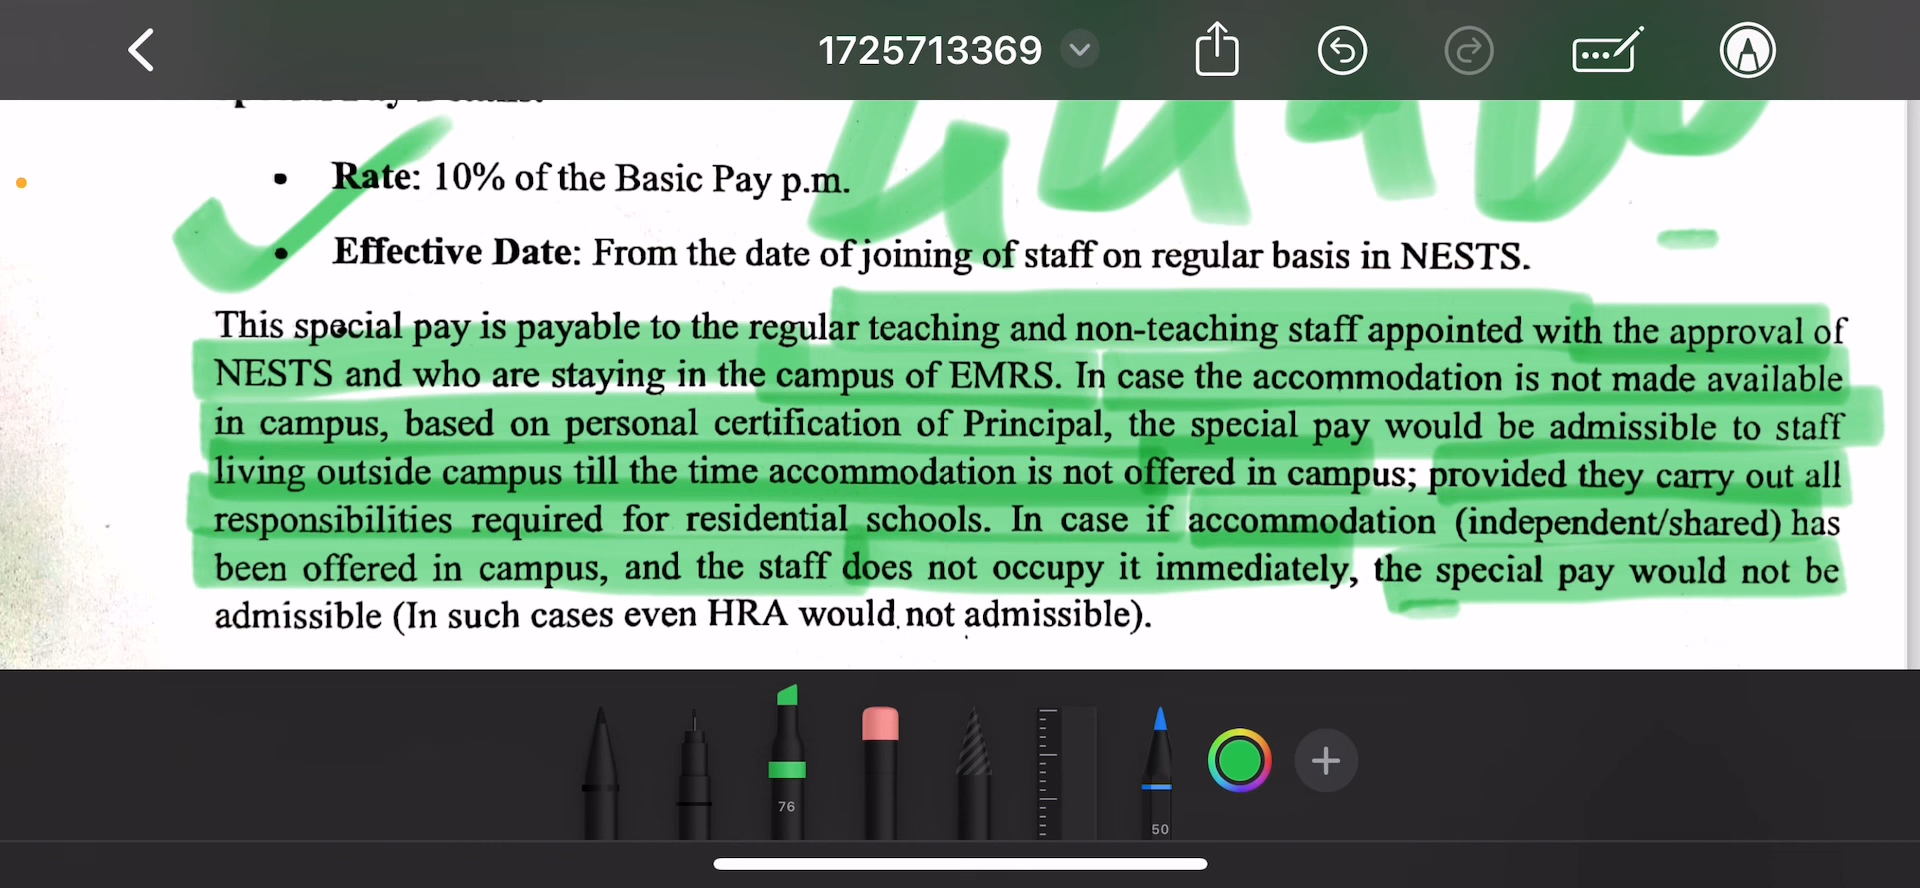 1725713369
• Rate: 10% of the Basic Pay p.m.
• Effective Date: From the date of joining of staff on regular basis in NESTS.
This special pay is payable to the regular teaching and non-teaching staff appointed with the approval of
NESTS and who are staying in the campus of EMRS. In case the accommodation is not made available
in campus, based on personal certification of Principal, the special pay would be admissible to staff
living outside campus till the time accommodation is not offered in campus; provided they carry out all
responsibilities required for residential schools. In case if accommodation (independent/shared) has
been offered in campus, and the staff does not occupy it immediately, the special pay would not be
admissible (In such cases even HRA would not admissible).
76
50